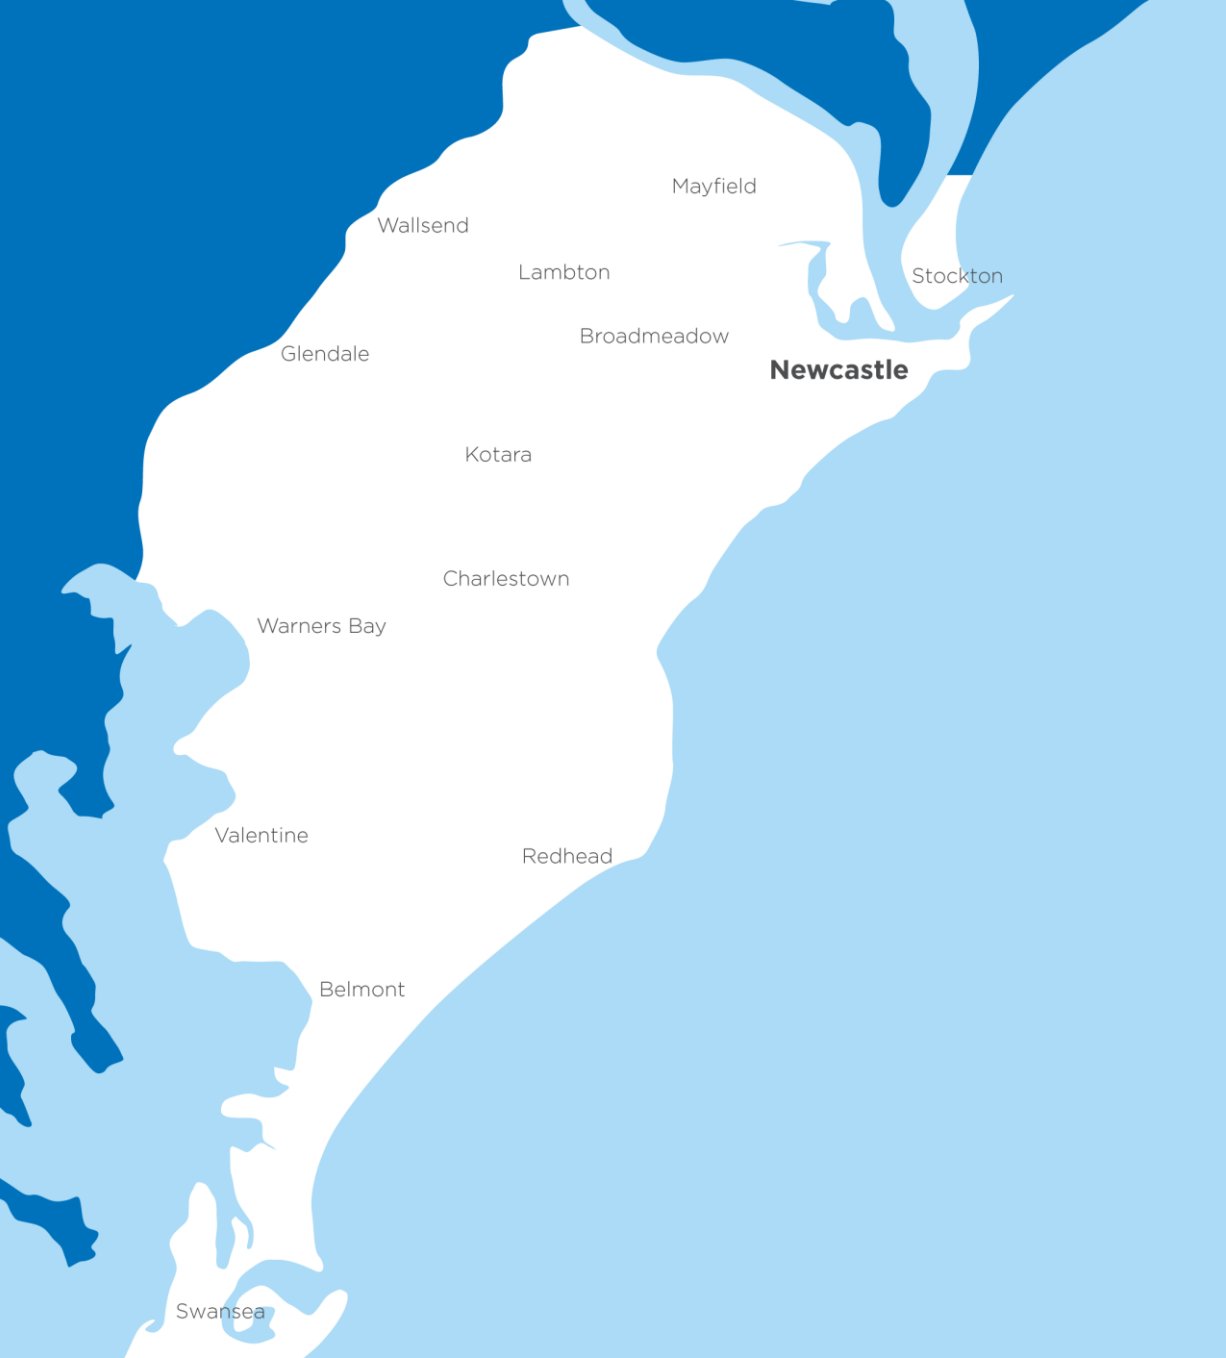 Mayfield
Wallsend
Lambton
Stockton
Broadmeadow
Glendale
Newcastle
Kotara
Charlestown
Warners Bay
Valentine
Redhead
Belmont
Swansea